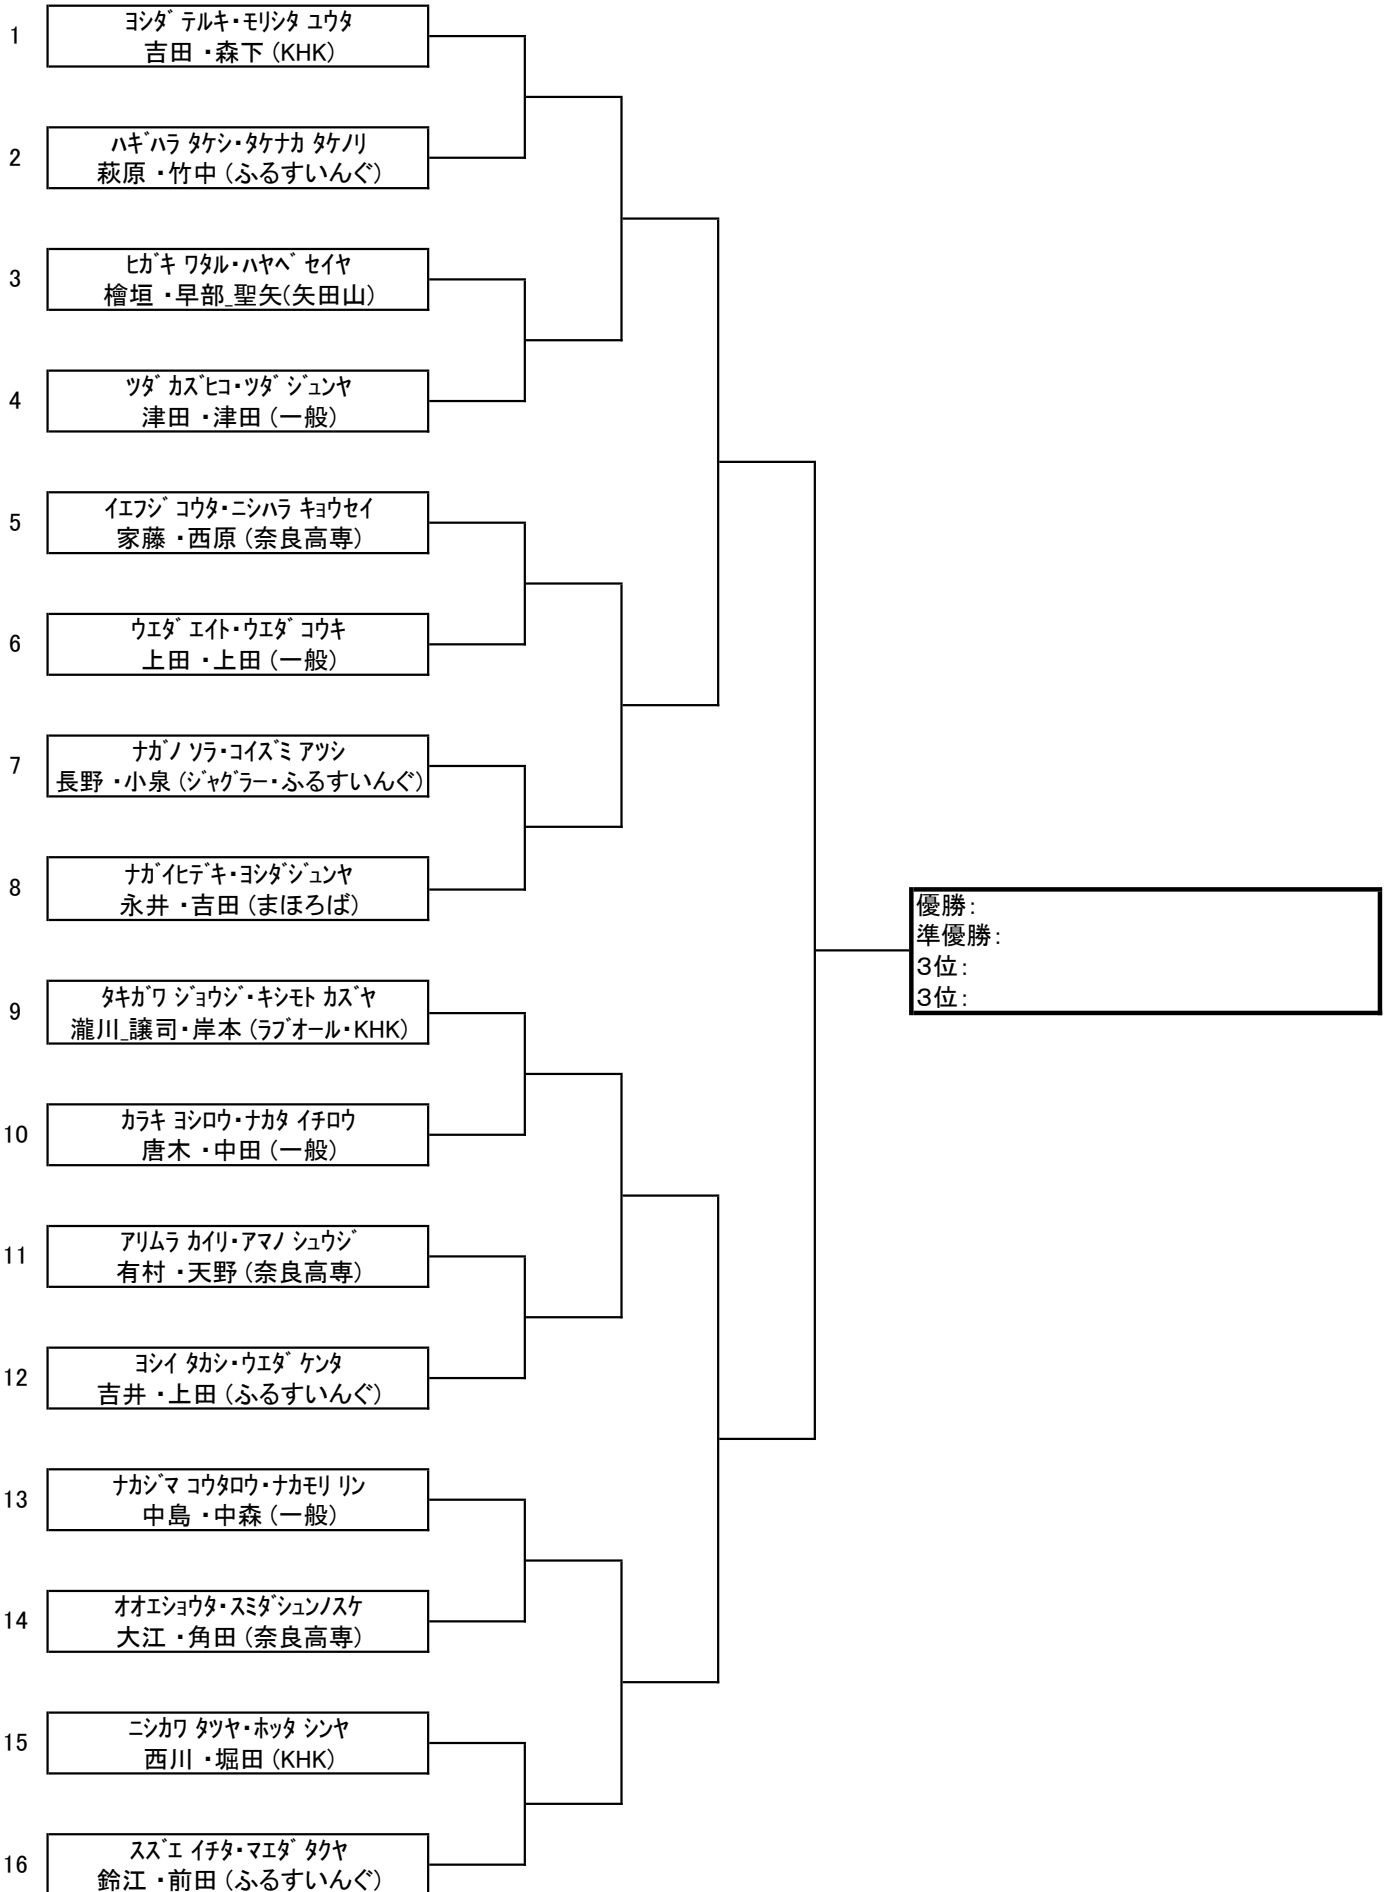 1
ﾖｼﾀﾞ ﾃﾙｷ・ﾓﾘｼﾀ ﾕｳﾀ
吉田 ・森下 (KHK)
2
ﾊｷﾞﾊﾗ ﾀｹｼ・ﾀｹﾅｶ ﾀｹﾉﾘ
萩原 ・竹中 (ふるすいんぐ)
3
ﾋｶﾞｷ ﾜﾀﾙ・ﾊﾔﾍﾞ ｾｲﾔ
檜垣 ・早部_聖矢(矢田山)
4
ﾂﾀﾞ ｶｽﾞﾋｺ・ﾂﾀﾞ ｼﾞｭﾝﾔ
津田 ・津田 (一般)
5
ｲｴﾌｼﾞ ｺｳﾀ・ﾆｼﾊﾗ ｷｮｳｾｲ
家藤 ・西原 (奈良高専)
6
ｳｴﾀﾞ ｴｲﾄ・ｳｴﾀﾞ ｺｳｷ
上田 ・上田 (一般)
7
ﾅｶﾞﾉ ｿﾗ・ｺｲｽﾞﾐ ｱﾂｼ
長野 ・小泉 (ｼﾞｬｸﾞﾗｰ・ふるすいんぐ)
8
ﾅｶﾞｲﾋﾃﾞｷ・ﾖｼﾀﾞｼﾞｭﾝﾔ
永井 ・吉田 (まほろば)
優勝：
準優勝：
3位：
3位：
9
ﾀｷｶﾞﾜ ｼﾞｮｳｼﾞ・ｷｼﾓﾄ ｶｽﾞﾔ
瀧川_譲司・岸本 (ﾗﾌﾞｵｰﾙ・KHK)
10
ｶﾗｷ ﾖｼﾛｳ・ﾅｶﾀ ｲﾁﾛｳ
唐木 ・中田 (一般)
11
ｱﾘﾑﾗ ｶｲﾘ・ｱﾏﾉ ｼｭｳｼﾞ
有村 ・天野 (奈良高専)
12
ﾖｼｲ ﾀｶｼ・ｳｴﾀﾞ ｹﾝﾀ
吉井 ・上田 (ふるすいんぐ)
13
ﾅｶｼﾞﾏ ｺｳﾀﾛｳ・ﾅｶﾓﾘ ﾘﾝ
中島 ・中森 (一般)
14
ｵｵｴｼｮｳﾀ・ｽﾐﾀﾞｼｭﾝﾉｽｹ
大江 ・角田 (奈良高専)
15
ﾆｼｶﾜ ﾀﾂﾔ・ﾎｯﾀ ｼﾝﾔ
西川 ・堀田 (KHK)
16
ｽｽﾞｴ ｲﾁﾀ・ﾏｴﾀﾞ ﾀｸﾔ
鈴江 ・前田 (ふるすいんぐ)